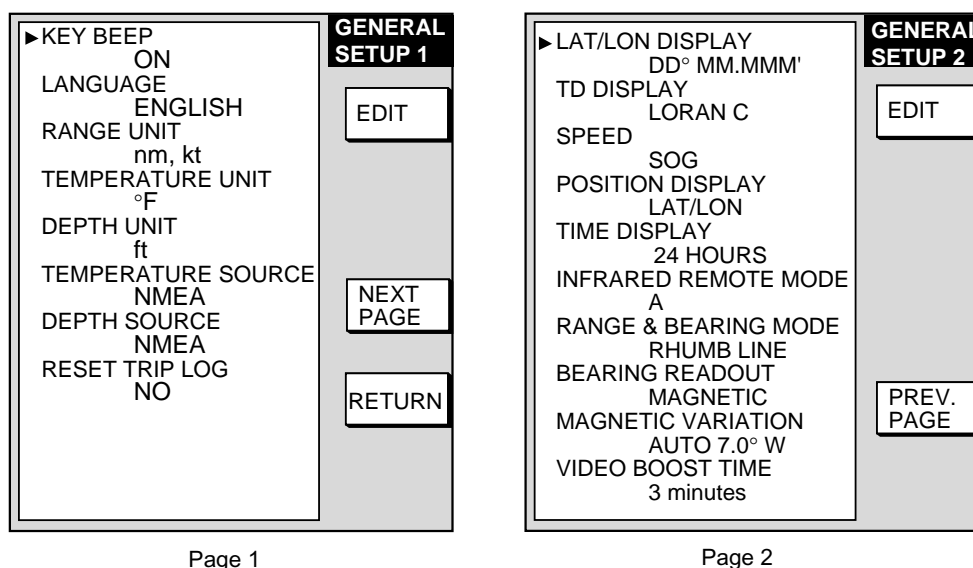 ►KEY BEEP
ON
LANGUAGE
ENGLISH
RANGE UNIT
nm, kt
TEMPERATURE UNIT
°F
DEPTH UNIT
ft
TEMPERATURE SOURCE
NMEA
DEPTH SOURCE
NMEA
RESET TRIP LOG
NO
GENERAL
SETUP 1
EDIT
NEXT
PAGE
RETURN
Page 1
►LAT/LON DISPLAY
DD° MM.MMM'
TD DISPLAY
LORAN C
SPEED
SOG
POSITION DISPLAY
LAT/LON
TIME DISPLAY
24 HOURS
INFRARED REMOTE MODE
A
RANGE & BEARING MODE
RHUMB LINE
BEARING READOUT
MAGNETIC
MAGNETIC VARIATION
AUTO 7.0° W
VIDEO BOOST TIME
3 minutes
GENERAL
SETUP 2
EDIT
PREV.
PAGE
Page 2